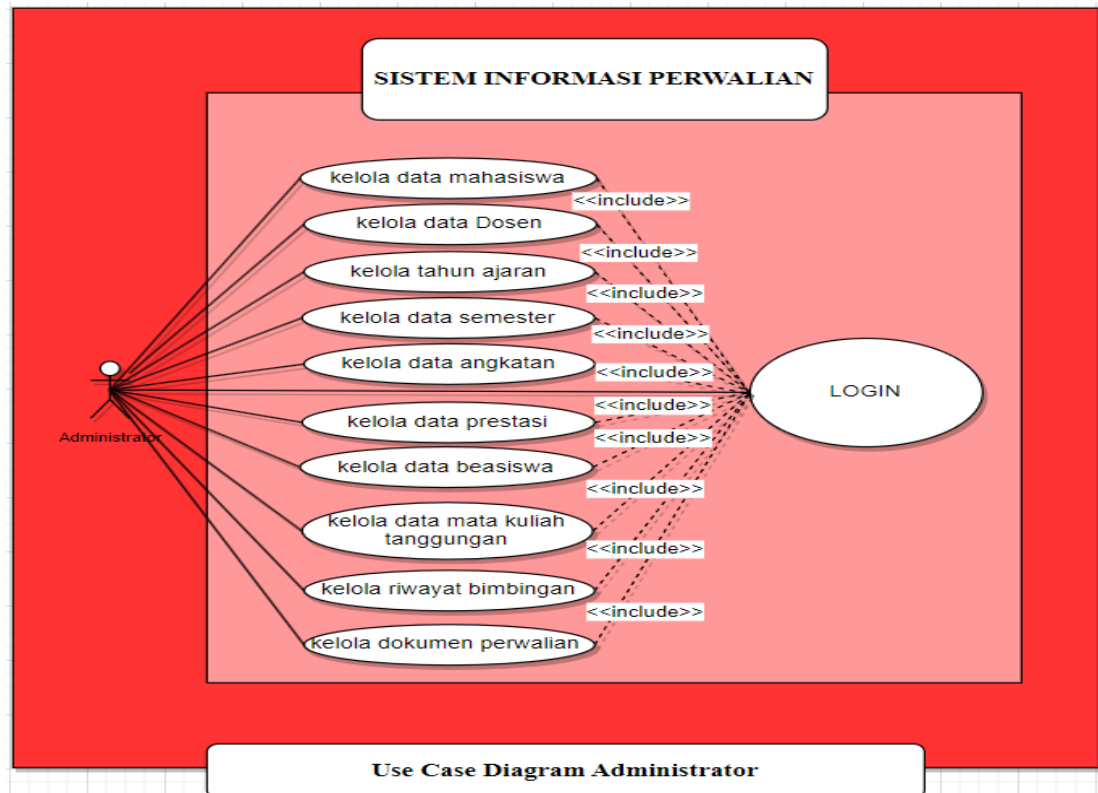 SISTEM INFORMASI PERWALIAN
kelola data mahasiswa
<<include>>
kelola data Dosen
<<include>>
kelola tahun ajaran
<<include>>
kelola data semester
<<include>>
kelola data angkatan
<<include>>
LOGIN
<<include>>
kelola data prestasi
Administrator
<<include>>
kelola data beasiswa
<<include>>
kelola data mata kuliah
tanggungan
<<include>>
kelola riwayat bimbingan
<<include>>
kelola dokumen perwalian
Use Case Diagram Administrator